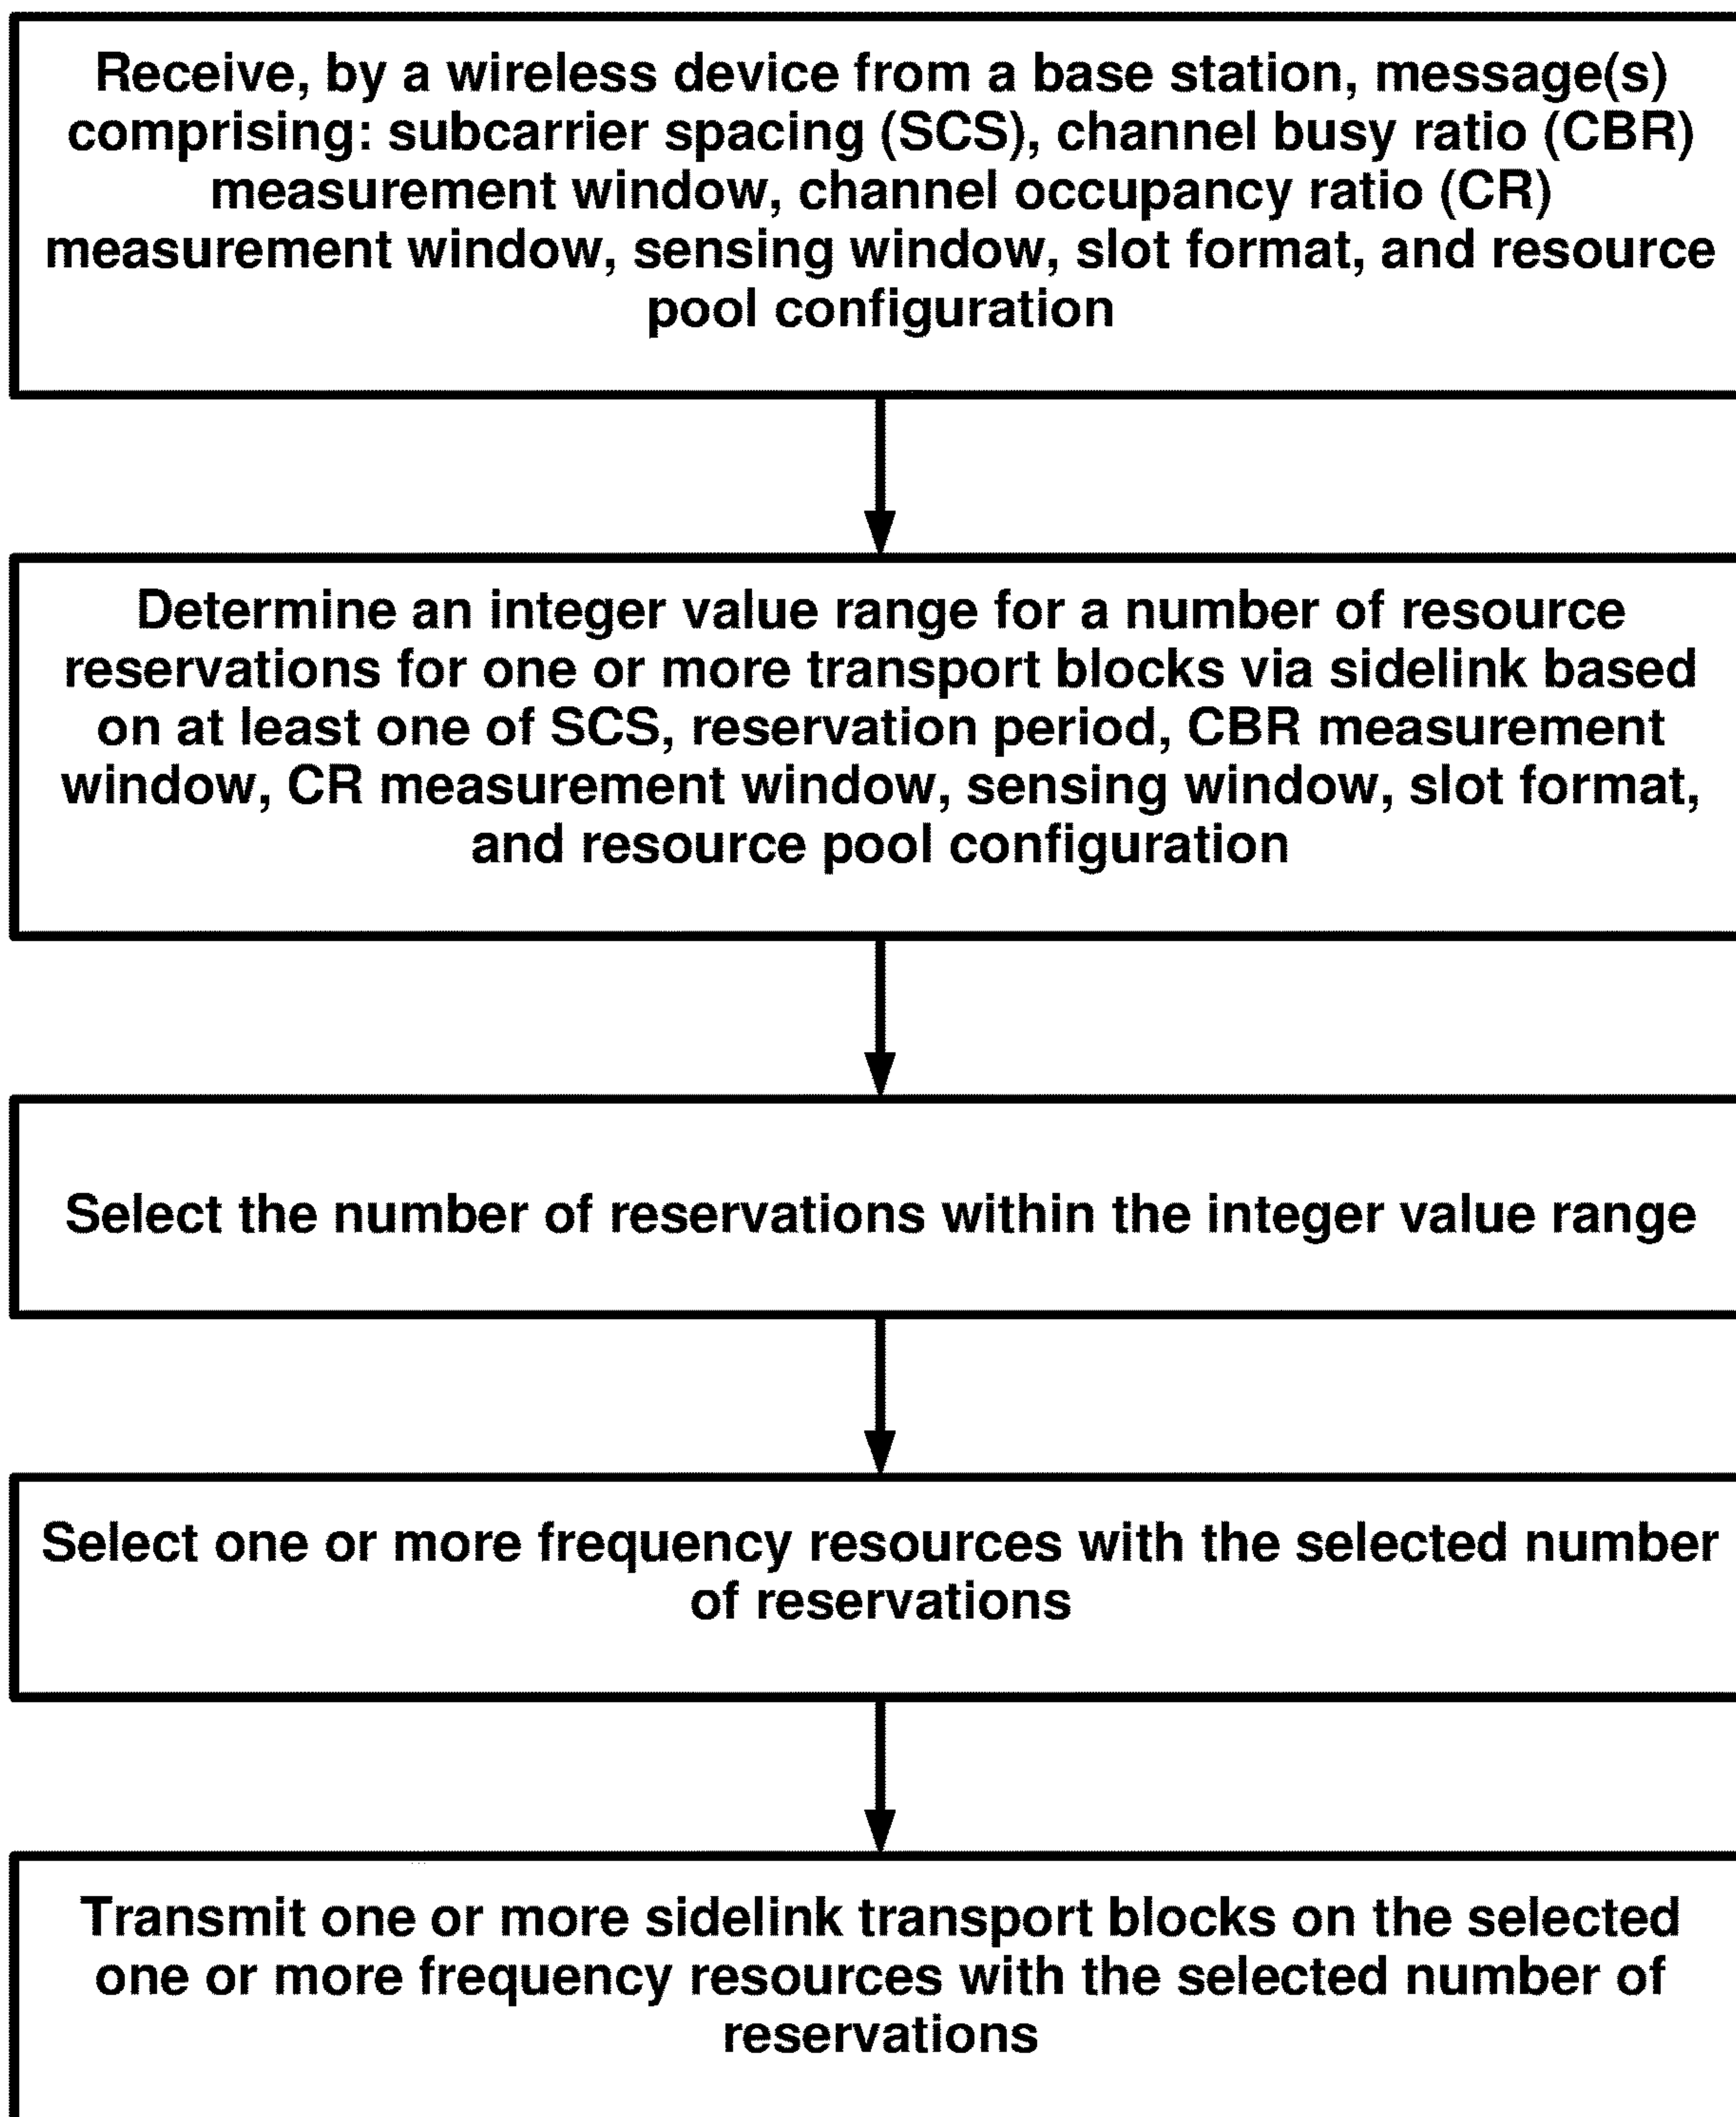 Receive, by a wireless device from a base station, message(s)
comprising: subcarrier spacing (SCS), channel busy ratio (CBR)
measurement window, channel occupancy ratio (CR)
measurement window, sensing window, slot format, and resource
pool configuration
Determine an integer value range for a number of resource
reservations for one or more transport blocks via sidelink based
on at least one of SCS, reservation period, CBR measurement
window, CR measurement window, sensing window, slot format,
and resource pool configuration
Select the number of reservations within the integer value range
Select one or more frequency resources with the selected number
of reservations
Transmit one or more sidelink transport blocks on the selected
one or more frequency resources with the selected number of
reservations